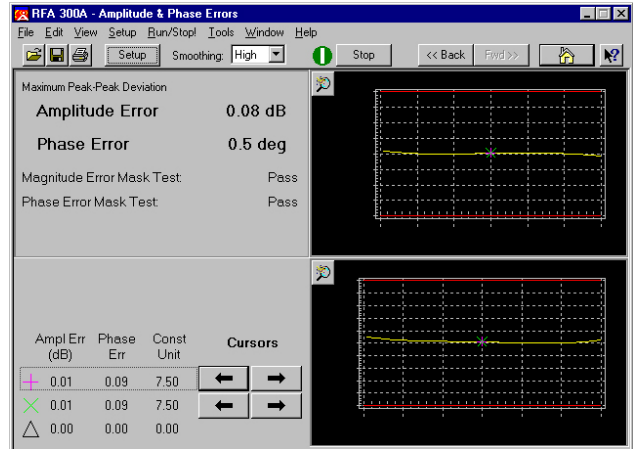 RFA 300A - Amplitude & Phase Errors
File Edit View Setup Run/Stop! Tools Window Help
Setup Smoothing: High Stop << Back Fwd >>
Maximum Peak-Peak Deviation
Amplitude Error 0.08 dB
Phase Error 0.5 deg
Magnitude Error Mask Test: Pass
Phase Error Mask Test: Pass
Ampl Err (dB) Phase Err Const Unit Cursors
0.01 0.09 7.50
0.01 0.09 7.50
0.00 0.00 0.00